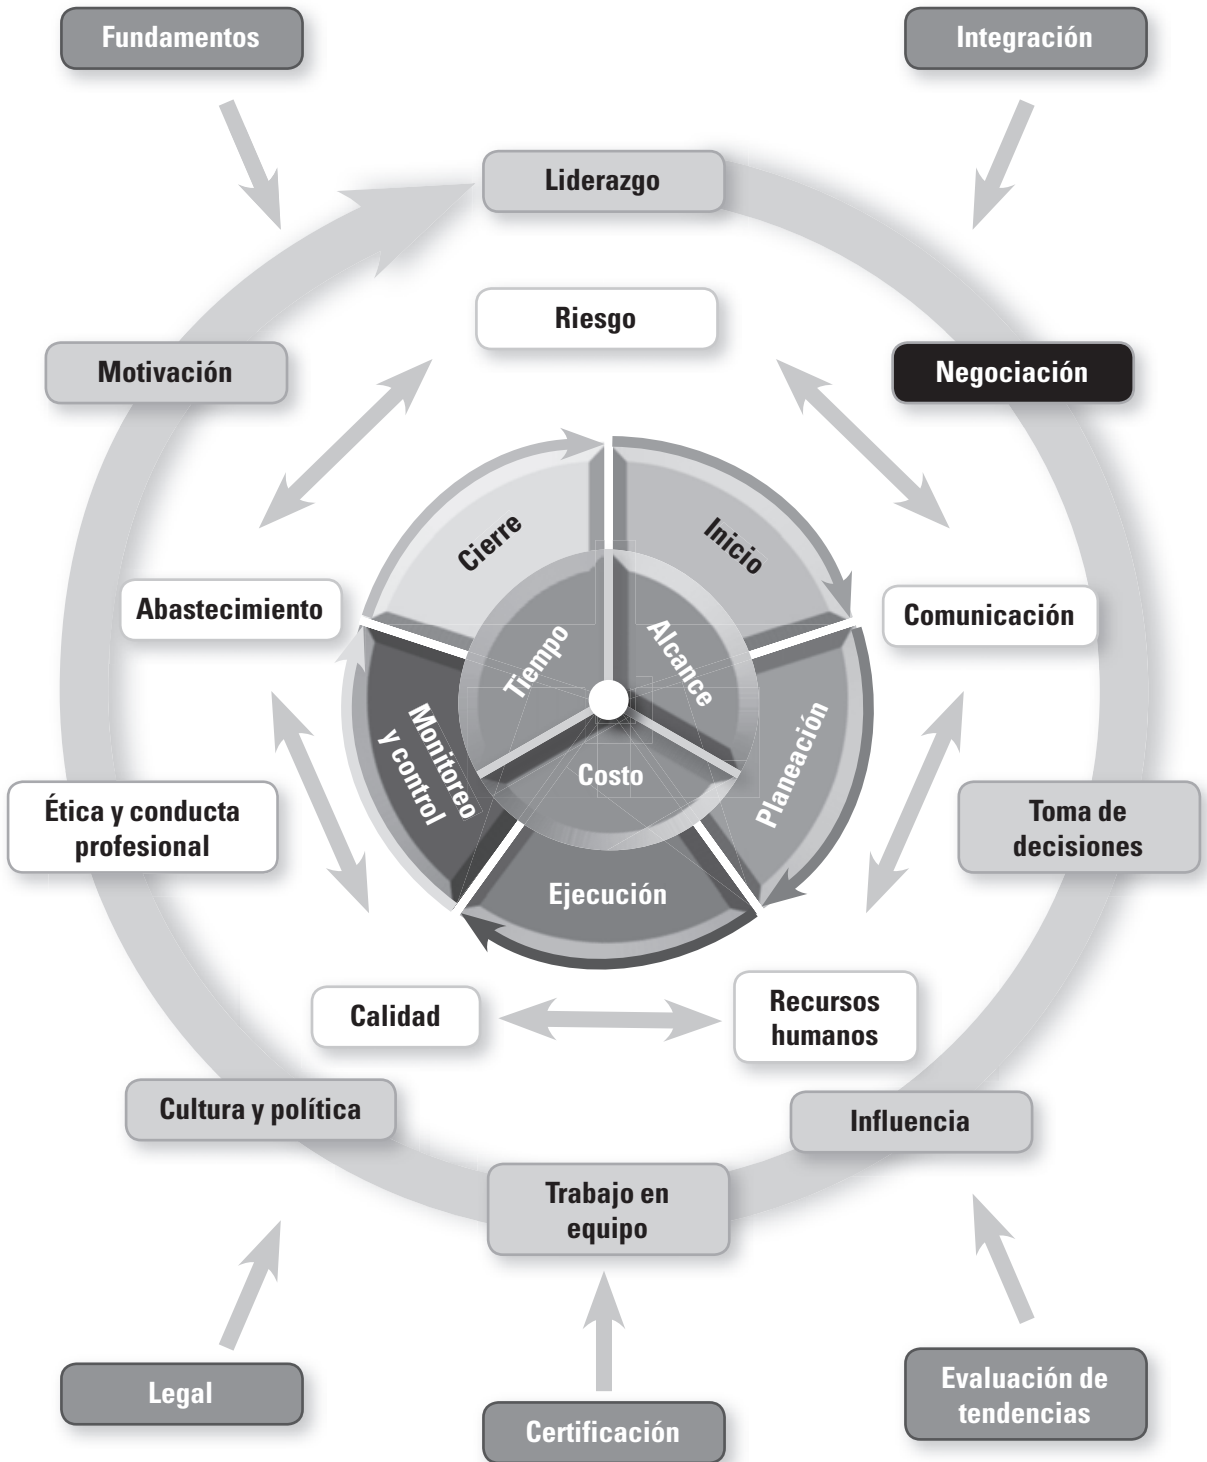 Fundamentos
Integración
Liderazgo
Riesgo
Motivación
Negociación
Cierre
Inicio
Abastecimiento
Comunicación
Tiempo
Alcance
Monitoreo
y control
Planeación
Costo
Ética y conducta
profesional
Toma de
decisiones
Ejecución
Calidad
Recursos
humanos
Cultura y política
Influencia
Trabajo en
equipo
Legal
Certificación
Evaluación de
tendencias